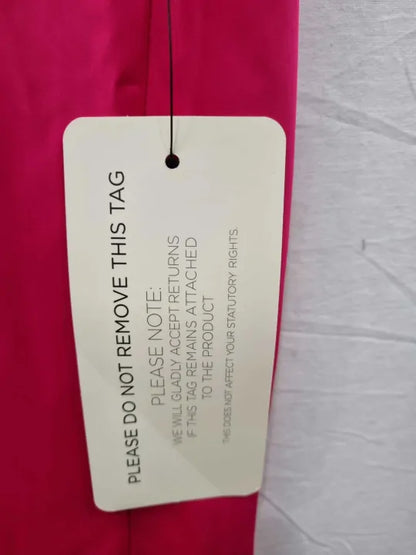 PLEASE DO NOT REMOVE THIS TAG
PLEASE NOTE:
WE WILL GLADLY ACCEPT RETURNS
IF THIS TAG REMAINS ATTACHED
TO THE PRODUCT
THIS DOES NOT AFFECT YOUR STATUTORY RIGHTS.